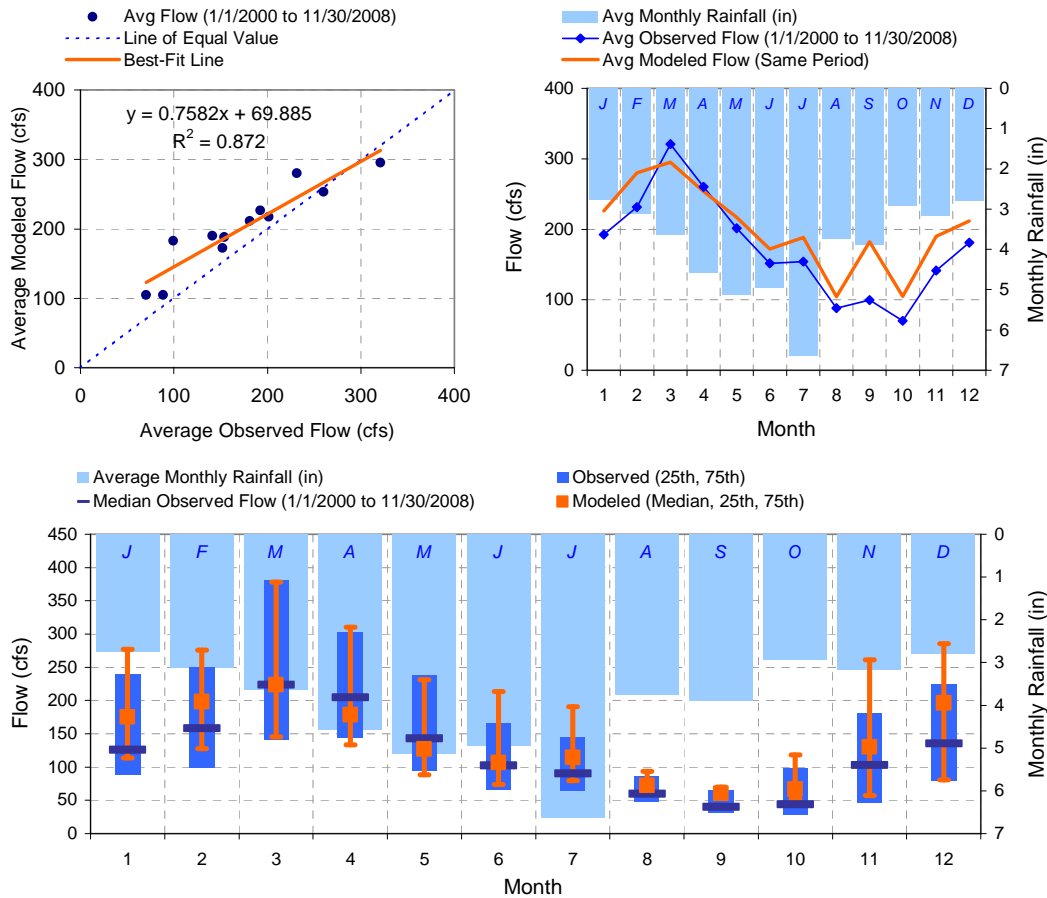 Avg Flow (1/1/2000 to 11/30/2008)
Line of Equal Value
Best-Fit Line
y = 0.7582x + 69.885
R2 = 0.872
Average Modeled Flow (cfs)
400
300
200
100
0
0 100 200 300 400
Average Observed Flow (cfs)
Avg Monthly Rainfall (in)
Avg Observed Flow (1/1/2000 to 11/30/2008)
Avg Modeled Flow (Same Period)
J F M A M J J A S O N D
Flow (cfs)
400
300
200
100
0
Monthly Rainfall (in)
0
1
2
3
4
5
6
7
1 2 3 4 5 6 7 8 9 10 11 12
Month
Average Monthly Rainfall (in)
Median Observed Flow (1/1/2000 to 11/30/2008)
Observed (25th, 75th)
Modeled (Median, 25th, 75th)
J F M A M J J A S O N D
Flow (cfs)
450
400
350
300
250
200
150
100
50
0
Monthly Rainfall (in)
0
1
2
3
4
5
6
7
1 2 3 4 5 6 7 8 9 10 11 12
Month